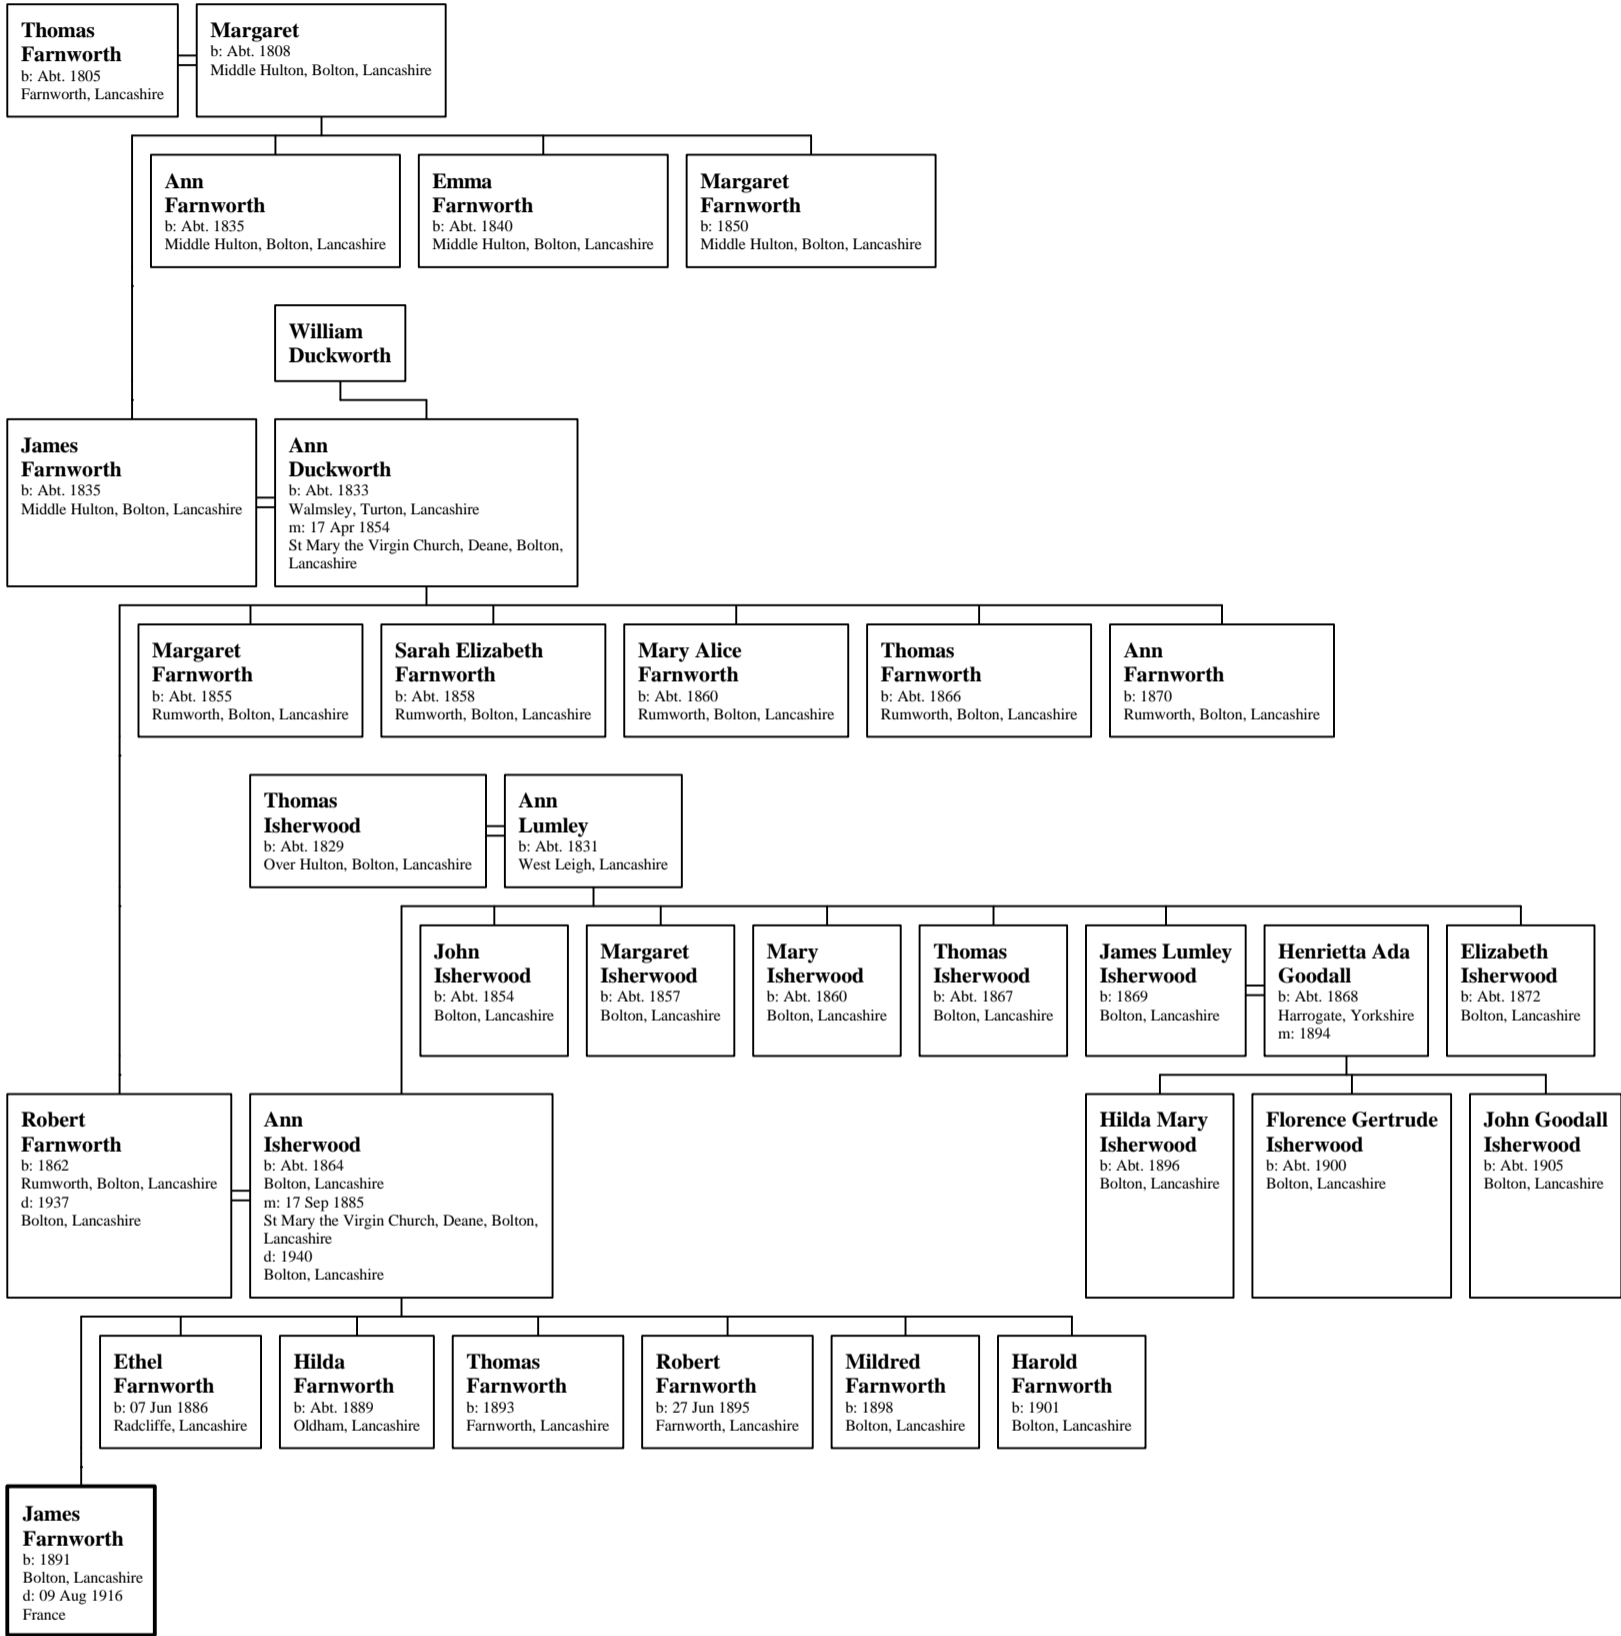 Thomas
Farnworth
b: Abt. 1805
Farnworth, Lancashire
Margaret
b: Abt. 1808
Middle Hulton, Bolton, Lancashire
Ann
Farnworth
b: Abt. 1835
Middle Hulton, Bolton, Lancashire
Emma
Farnworth
b: Abt. 1840
Middle Hulton, Bolton, Lancashire
Margaret
Farnworth
b: 1850
Middle Hulton, Bolton, Lancashire
William
Duckworth
James
Farnworth
b: Abt. 1835
Middle Hulton, Bolton, Lancashire
Ann
Duckworth
b: Abt. 1833
Walmsley, Turton, Lancashire
m: 17 Apr 1854
St Mary the Virgin Church, Deane, Bolton,
Lancashire
Margaret
Farnworth
b: Abt. 1855
Rumworth, Bolton, Lancashire
Sarah Elizabeth
Farnworth
b: Abt. 1858
Rumworth, Bolton, Lancashire
Mary Alice
Farnworth
b: Abt. 1860
Rumworth, Bolton, Lancashire
Thomas
Farnworth
b: Abt. 1866
Rumworth, Bolton, Lancashire
Ann
Farnworth
b: 1870
Rumworth, Bolton, Lancashire
Thomas
Isherwood
b: Abt. 1829
Over Hulton, Bolton, Lancashire
Ann
Lumley
b: Abt. 1831
West Leigh, Lancashire
John
Isherwood
b: Abt. 1854
Bolton, Lancashire
Margaret
Isherwood
b: Abt. 1857
Bolton, Lancashire
Mary
Isherwood
b: Abt. 1860
Bolton, Lancashire
Thomas
Isherwood
b: Abt. 1867
Bolton, Lancashire
James Lumley
Isherwood
b: 1869
Bolton, Lancashire
Henrietta Ada
Goodall
b: Abt. 1868
Harrogate, Yorkshire
m: 1894
Elizabeth
Isherwood
b: Abt. 1872
Bolton, Lancashire
Robert
Farnworth
b: 1862
Rumworth, Bolton, Lancashire
d: 1937
Bolton, Lancashire
Ann
Isherwood
b: Abt. 1864
Bolton, Lancashire
m: 17 Sep 1885
St Mary the Virgin Church, Deane, Bolton,
Lancashire
d: 1940
Bolton, Lancashire
Hilda Mary
Isherwood
b: Abt. 1896
Bolton, Lancashire
Florence Gertrude
Isherwood
b: Abt. 1900
Bolton, Lancashire
John Goodall
Isherwood
b: Abt. 1905
Bolton, Lancashire
Ethel
Farnworth
b: 07 Jun 1886
Radcliffe, Lancashire
Hilda
Farnworth
b: Abt. 1889
Oldham, Lancashire
Thomas
Farnworth
b: 1893
Farnworth, Lancashire
Robert
Farnworth
b: 27 Jun 1895
Farnworth, Lancashire
Mildred
Farnworth
b: 1898
Bolton, Lancashire
Harold
Farnworth
b: 1901
Bolton, Lancashire
James
Farnworth
b: 1891
Bolton, Lancashire
d: 09 Aug 1916
France